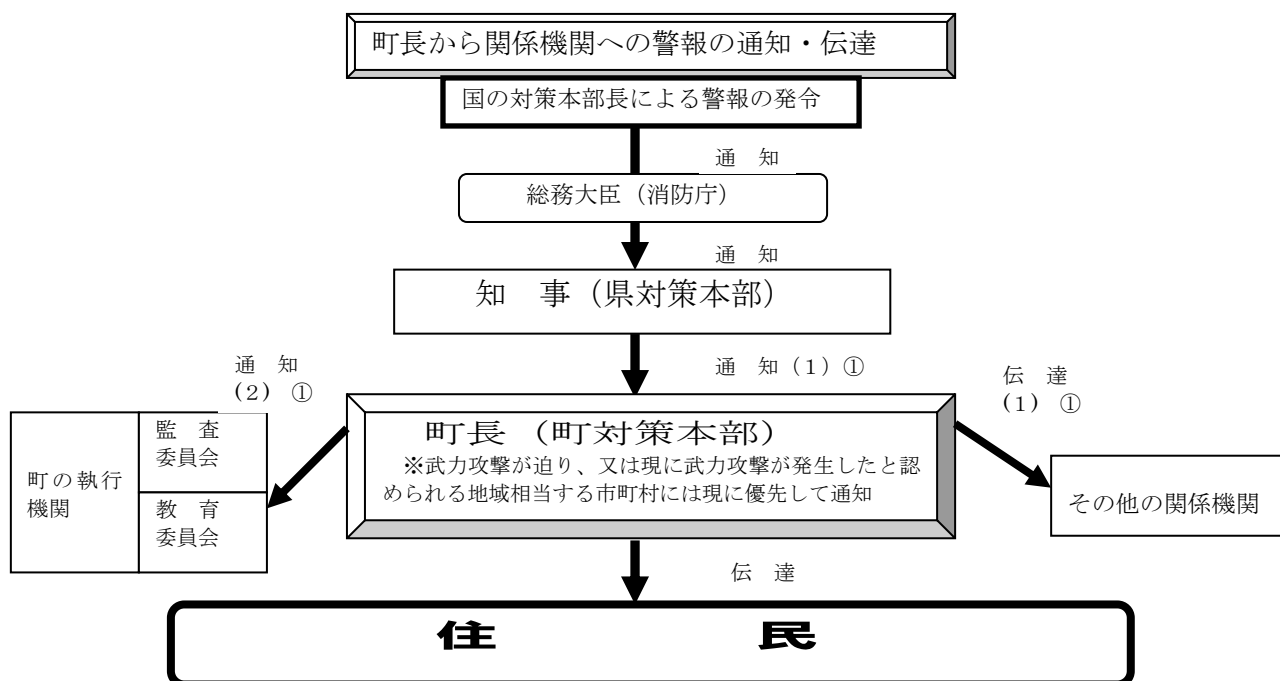 町長から関係機関への警報の通知・伝達
国の対策本部長による警報の発令
通　知
総務大臣（消防庁）
通　知
知　事（県対策本部）
通　知
(2) ①
通　知（1）①
伝　達
(1) ①
町の執行
機関
監　査
委員会
教　育
委員会
町長（町対策本部）
※武力攻撃が迫り、又は現に武力攻撃が発生したと認
められる地域相当する市町村には現に優先して通知
その他の関係機関
伝　達
住　　　民